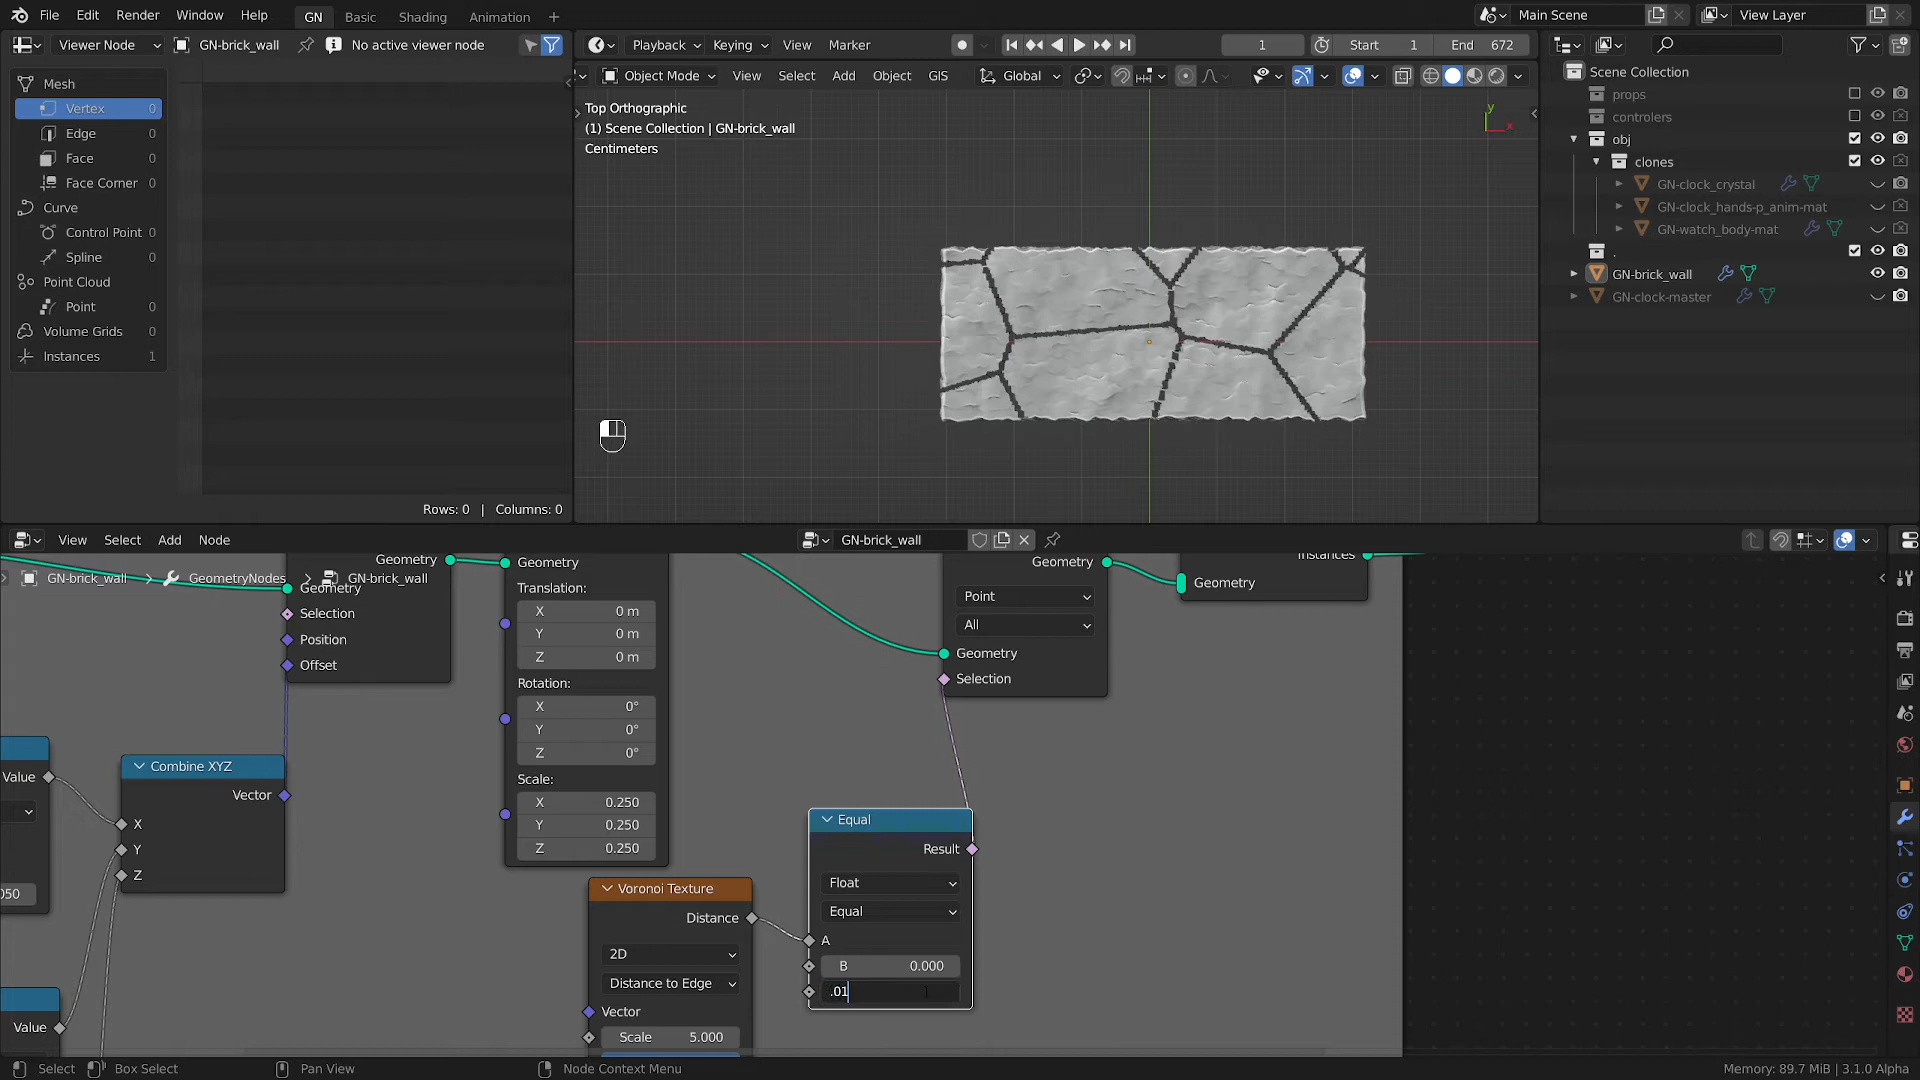 File Edit Render Window Help GN Basic Shading Animation + Main Scene View Layer
Viewer Node GN-brick_wall No active viewer node Playback Keying View Marker 1 Start 1 End 672
Mesh
Vertex 0
Edge 0
Face 0
Face Corner 0
Curve
Control Point 0
Spline 0
Point Cloud
Point 0
Volume Grids 0
Instances 1
Rows: 0 | Columns: 0
Object Mode View Select Add Object GIS Global
Top Orthographic
(1) Scene Collection | GN-brick_wall
Centimeters
y
x
Scene Collection
props
controlers
obj
clones
GN-clock_crystal
GN-clock_hands-p_anim-mat
GN-watch_body-mat
.
GN-brick_wall
GN-clock-master
View Select Add Node GN-brick_wall
GN-brick_wall GeometryNodes GN-brick_wall
Geometry
Geometry
Selection
Position
Offset
Geometry
Translation:
X 0 m
Y 0 m
Z 0 m
Rotation:
X 0°
Y 0°
Z 0°
Scale:
X 0.250
Y 0.250
Z 0.250
Geometry
Point
All
Geometry
Selection
Instances
Geometry
Value
050
Value
Combine XYZ
Vector
X
Y
Z
Voronoi Texture
Distance
2D
Distance to Edge
Vector
Scale 5.000
Equal
Result
Float
Equal
A
B 0.000
.01
Select Box Select Pan View Node Context Menu Memory: 89.7 MiB | 3.1.0 Alpha